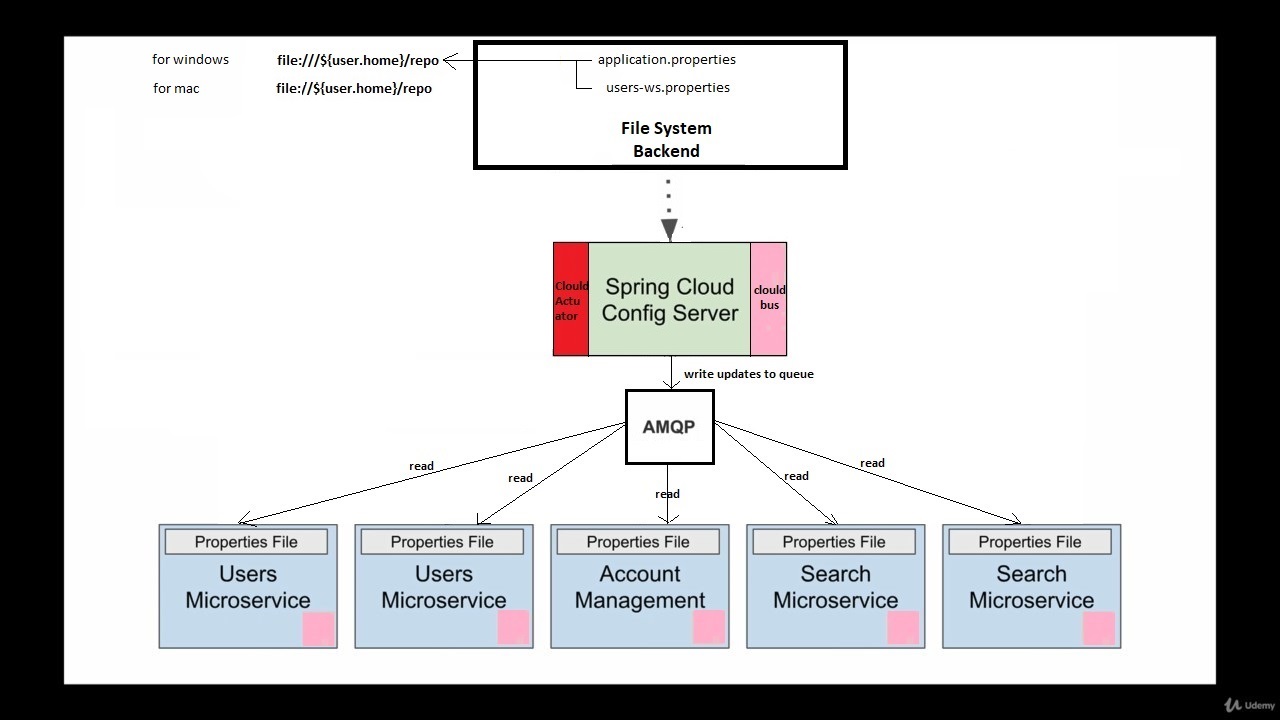 for windows file:///${user.home}/repo application.properties
for mac file://${user.home}/repo users-ws.properties
File System
Backend
Clould
Actu
ator
Spring Cloud
Config Server
clould
bus
write updates to queue
AMQP
read
read
read
read
read
Properties File
Users
Microservice
Properties File
Users
Microservice
Properties File
Account
Management
Properties File
Search
Microservice
Properties File
Search
Microservice
Udemy